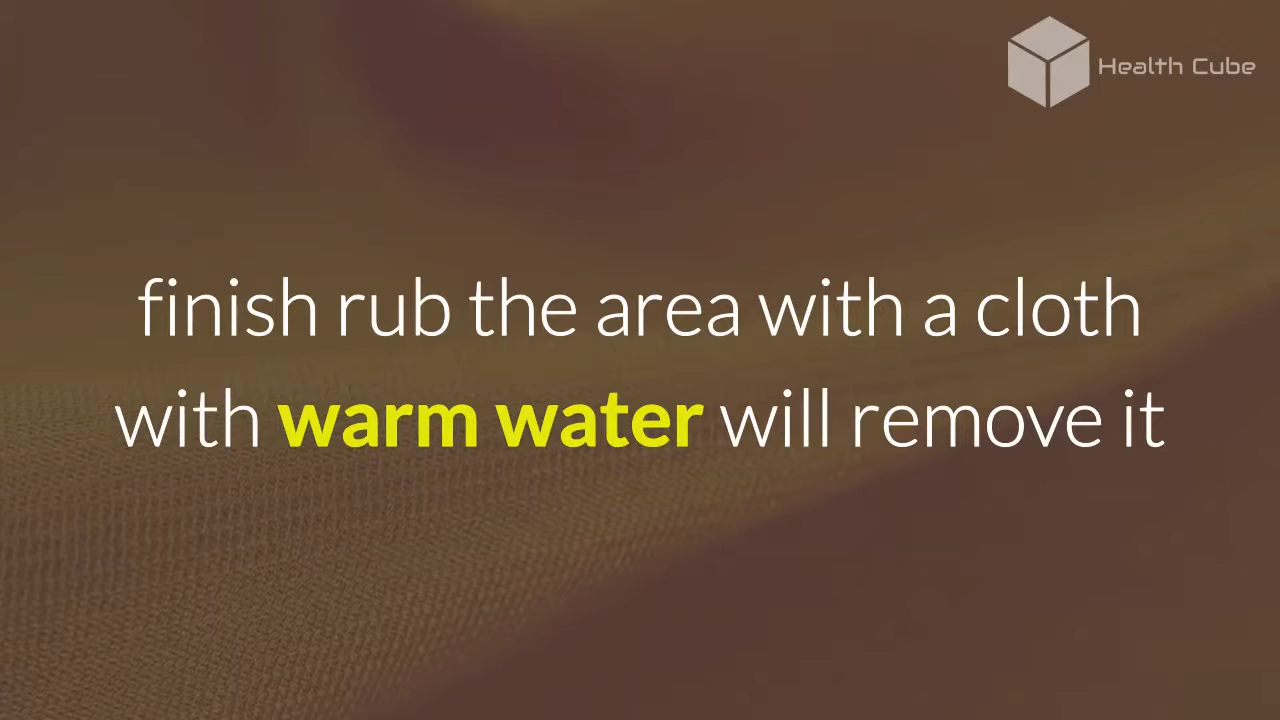 Health Cube
finish rub the area with a cloth
with warm water will remove it